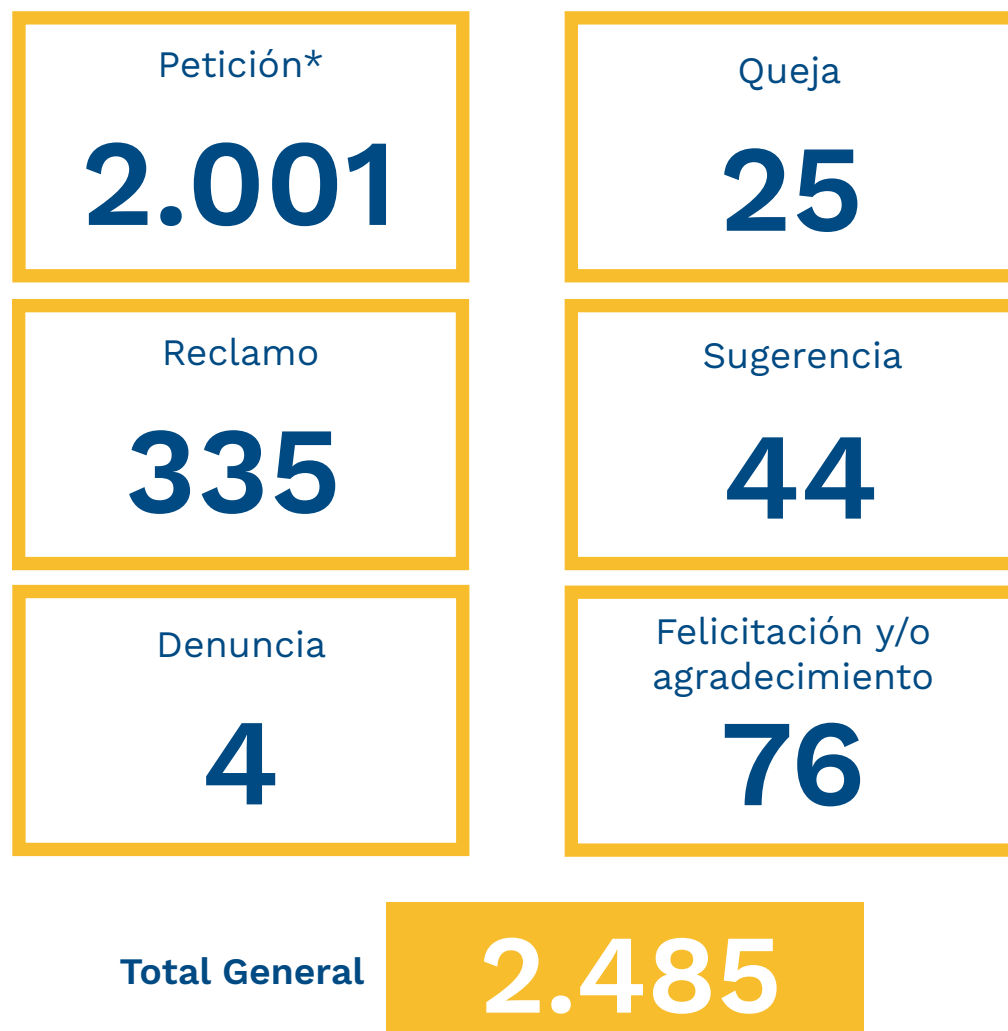 Petición*
2.001
Queja
25
Reclamo
335
Sugerencia
44
Denuncia
4
Felicitación y/o
agradecimiento
76
Total General
2.485